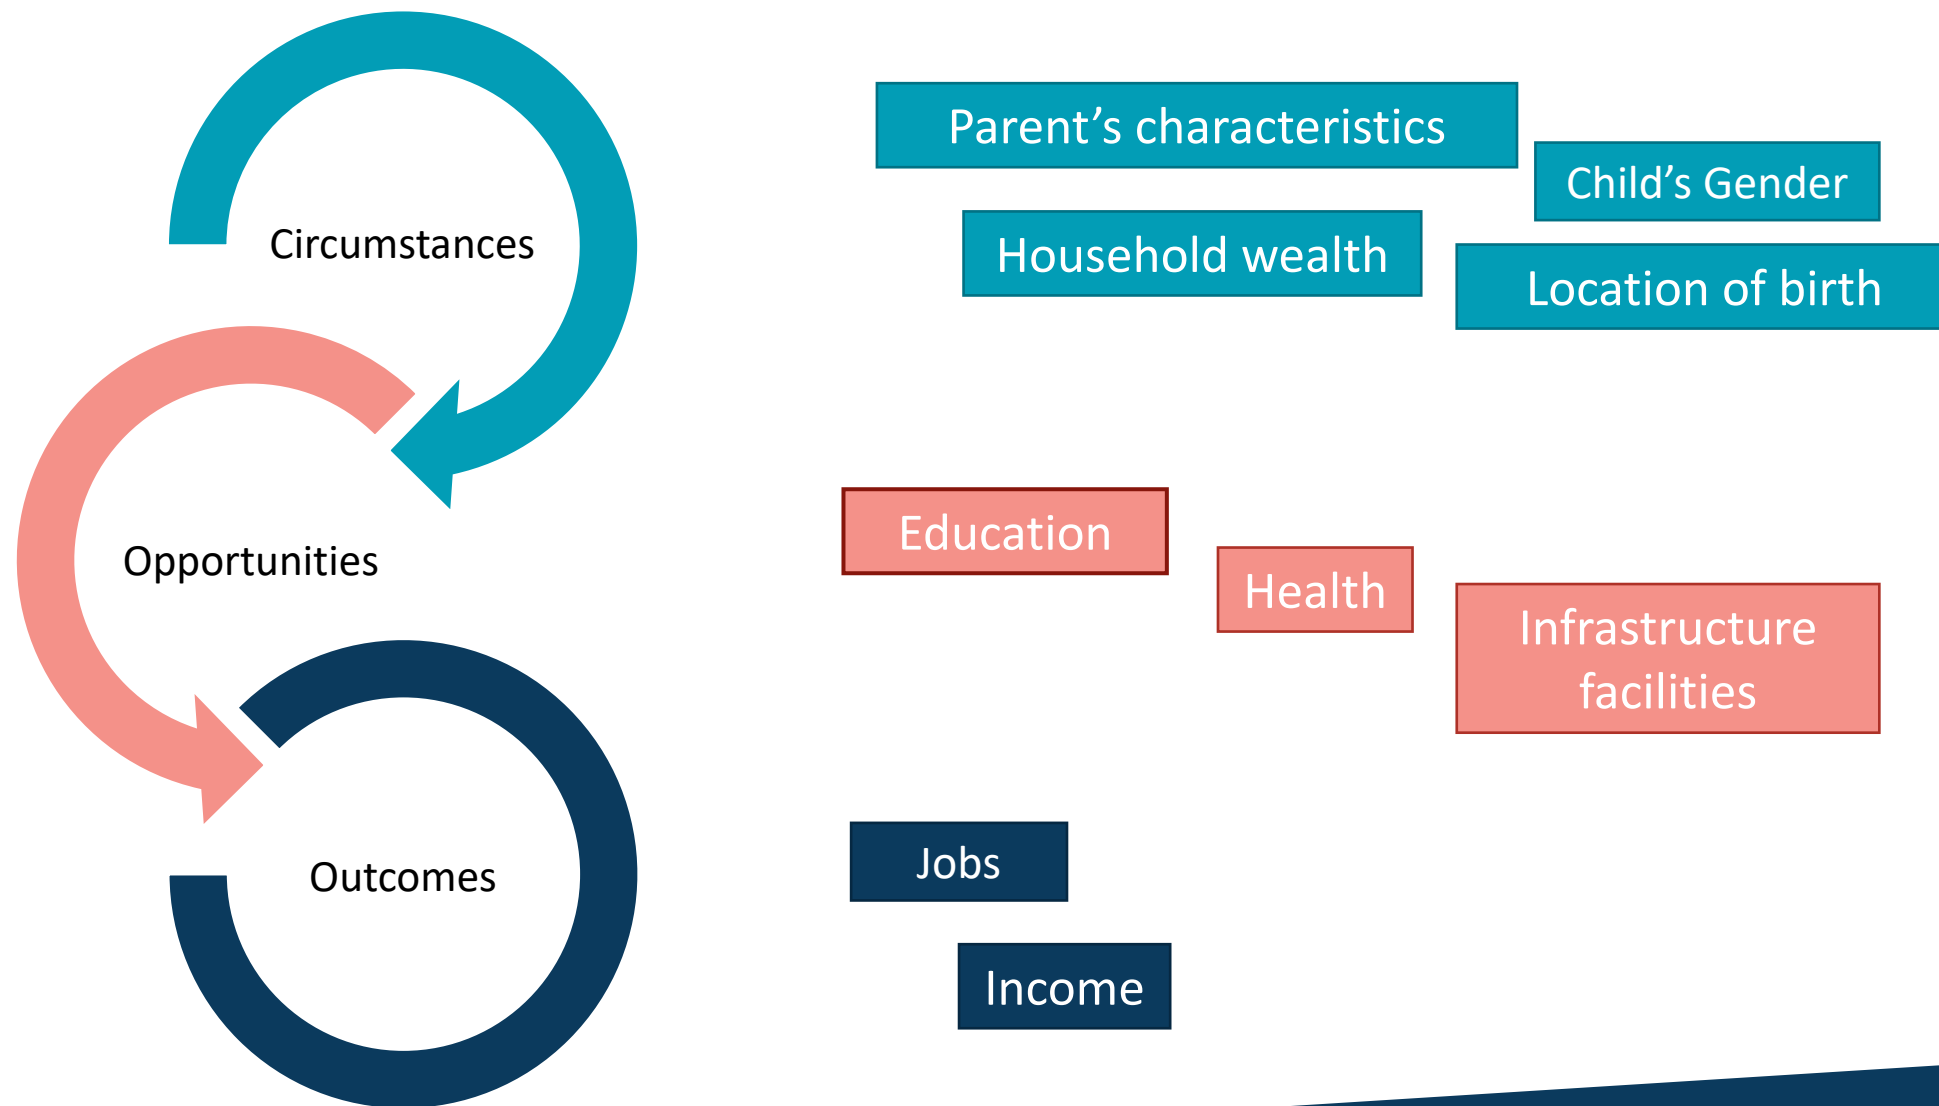 Circumstances
Parent’s characteristics
Child’s Gender
Household wealth
Location of birth
Opportunities
Education
Health
Infrastructure
facilities
Outcomes
Jobs
Income